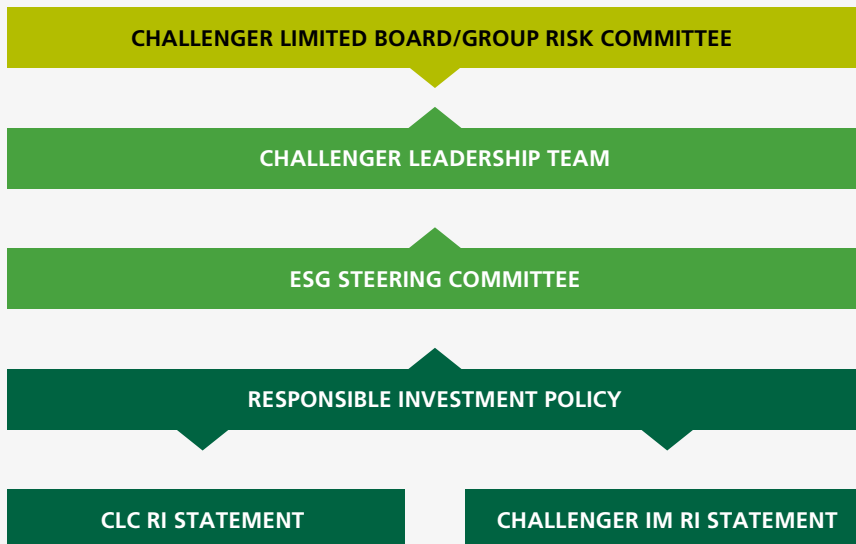 CHALLENGER LIMITED BOARD/GROUP RISK COMMITTEE
CHALLENGER LEADERSHIP TEAM
ESG STEERING COMMITTEE
RESPONSIBLE INVESTMENT POLICY
CLC RI STATEMENT
CHALLENGER IM RI STATEMENT